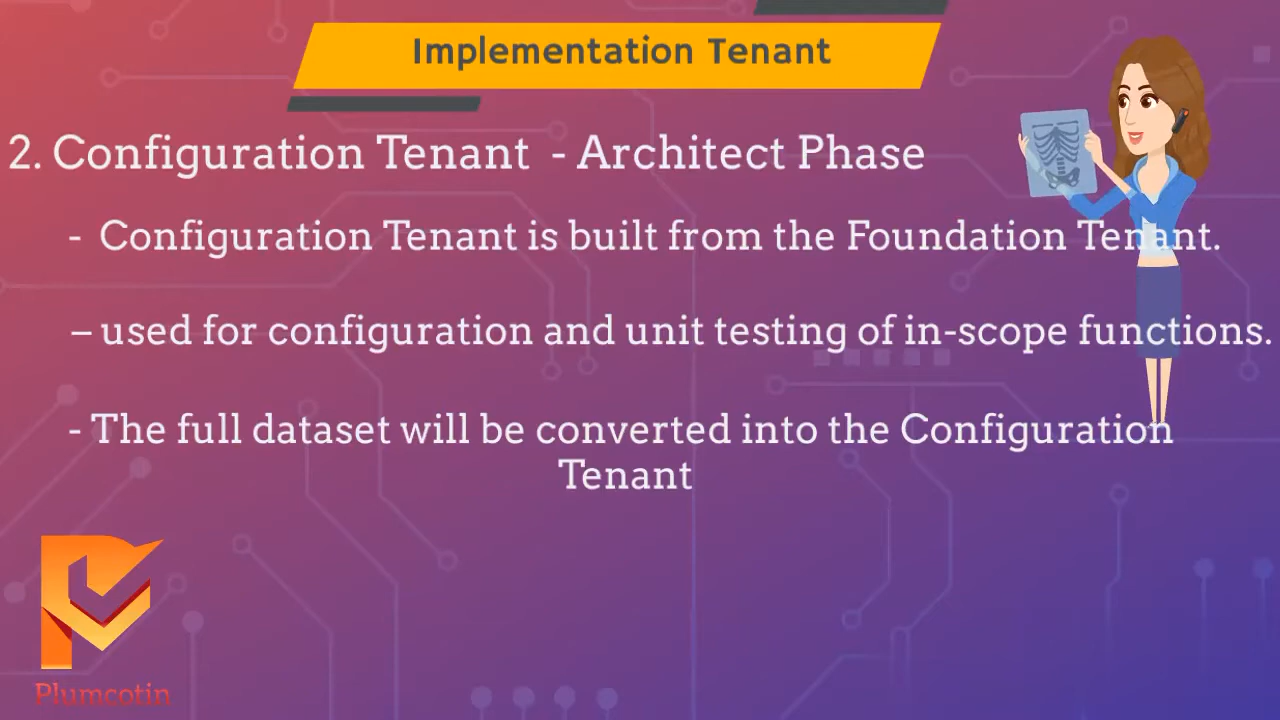 Implementation Tenant
2. Configuration Tenant - Architect Phase
- Configuration Tenant is built from the Foundation Tenant.
– used for configuration and unit testing of in-scope functions.
- The full dataset will be converted into the Configuration
Tenant
Plumcotin